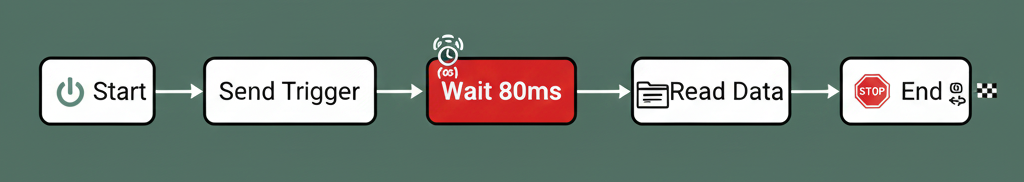 Start
Send Trigger
Wait 80ms
Read Data
STOP
End